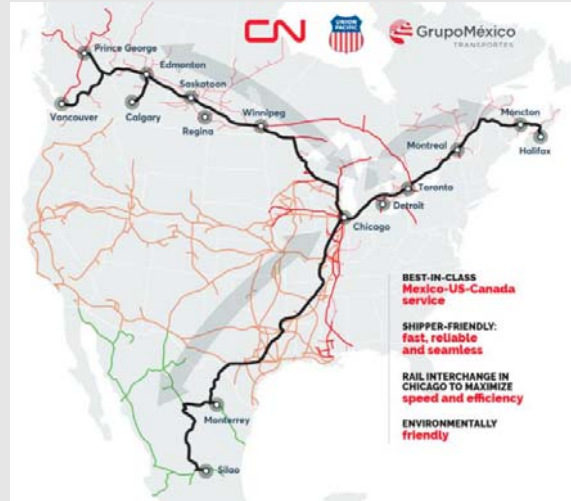 CN
UNION
PACIFIC
GrupoMéxico
TRANSPORTES
Prince George
Edmonton
Saskatoon
Winnipeg
Vancouver
Calgary
Regina
Moncton
Montreal
Halifax
Toronto
Detroit
Chicago
BEST-IN-CLASS
Mexico-US-Canada
service
SHIPPER-FRIENDLY:
fast, reliable
and seamless
RAIL INTERCHANGE IN
CHICAGO TO MAXIMIZE
speed and efficiency
ENVIRONMENTALLY
friendly
Monterrey
Silao